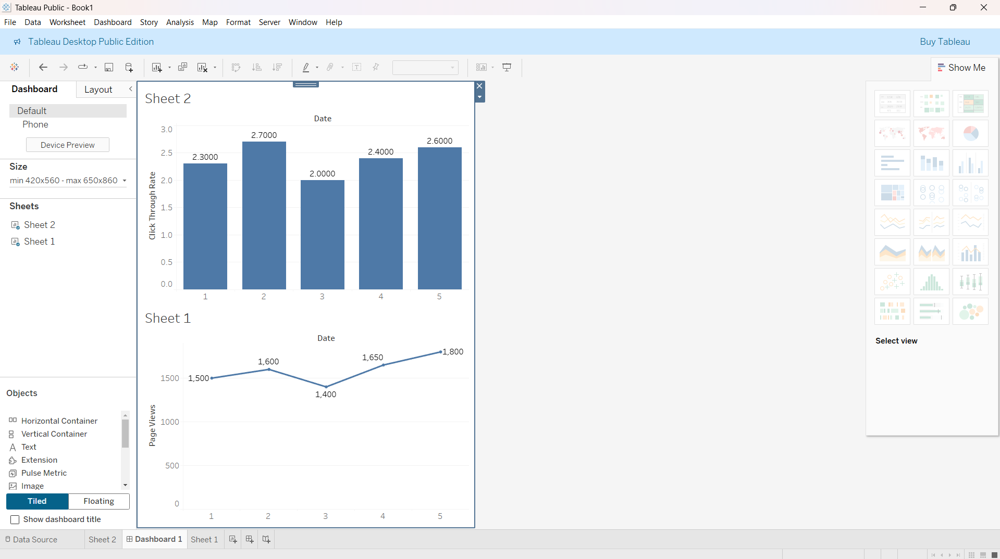 Tableau Public - Book1
File Data Worksheet Dashboard Story Analysis Map Format Server Window Help
Tableau Desktop Public Edition
Buy Tableau
Show Me
Dashboard Layout
Default
Phone
Device Preview
Size
min 420x560 - max 650x860
Sheets
Sheet 2
Sheet 1
Objects
Horizontal Container
Vertical Container
Text
Extension
Pulse Metric
Image
Tiled Floating
Show dashboard title
Sheet 2
Date
Click Through Rate
3.0
2.5
2.0
1.5
1.0
0.5
0.0
2.3000
2.7000
2.0000
2.4000
2.6000
1 2 3 4 5
Sheet 1
Date
Page Views
1500
1000
500
0
1,500
1,600
1,400
1,650
1,800
1 2 3 4 5
Select view
Data Source Sheet 2 Dashboard 1 Sheet 1